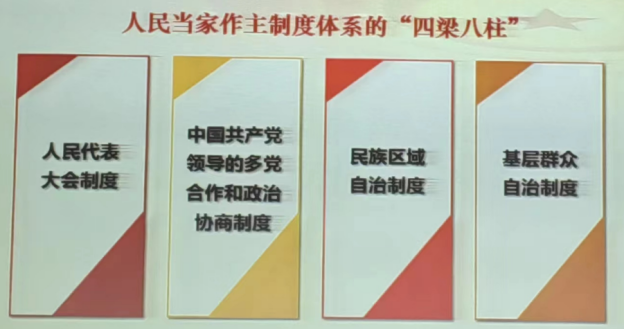 人民当家作主制度体系的“四梁八柱”
人民代表
大会制度
中国共产党
领导的多党
合作和政治
协商制度
民族区域
自治制度
基层群众
自治制度